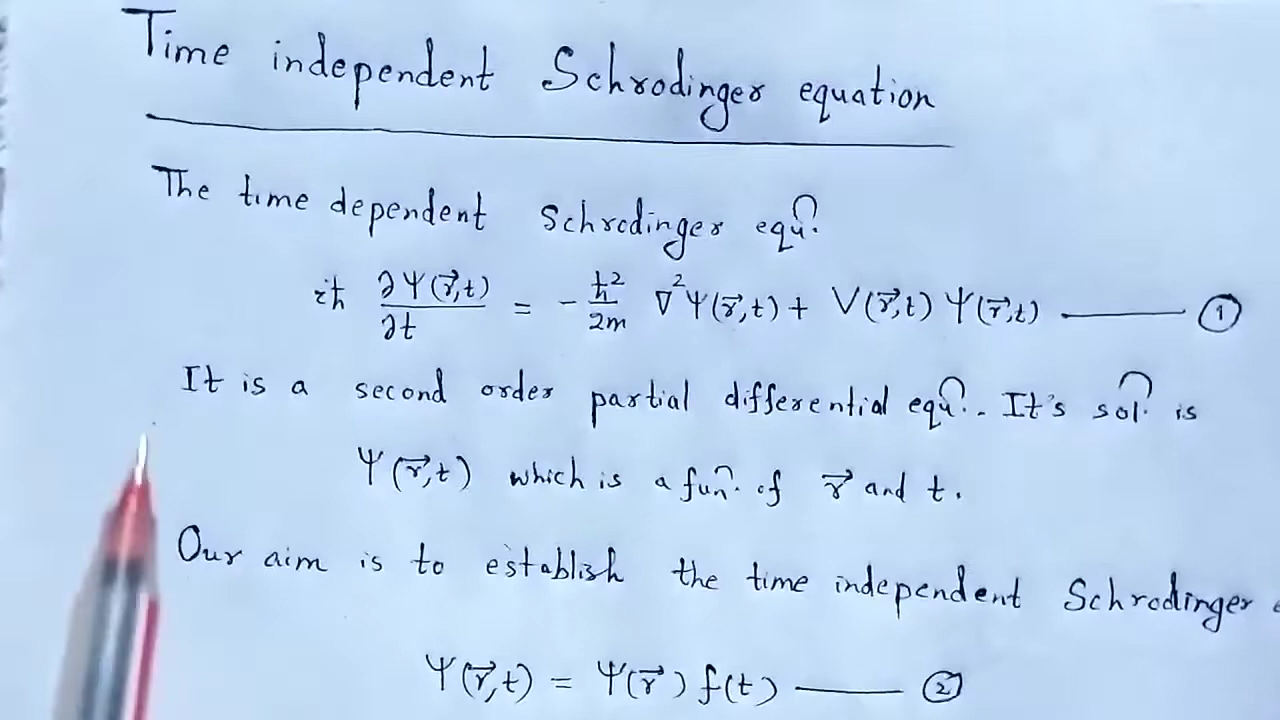 Time independent Schrodinger equation
The time dependent Schrodinger equn.
iħ ∂Ψ(r⃗,t)/∂t = - ħ²/2m ∇²Ψ(r⃗,t) + V(r⃗,t) Ψ(r⃗,t) —— ①
It is a second order partial differential equn. It's soln. is
Ψ(r⃗,t) which is a fun. of r⃗ and t.
Our aim is to establish the time independent Schrodinger
Ψ(r⃗,t) = Ψ(r⃗) f(t) —— ②